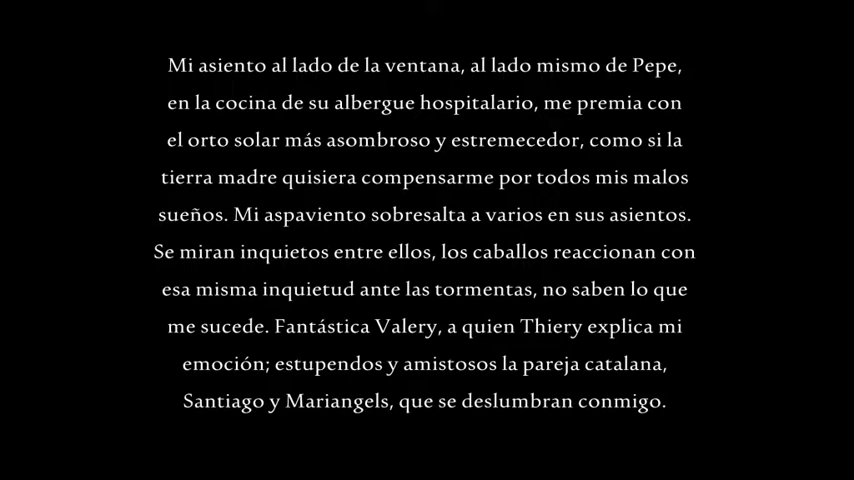 Mi asiento al lado de la ventana, al lado mismo de Pepe,
en la cocina de su albergue hospitalario, me premia con
el orto solar más asombroso y estremecedor, como si la
tierra madre quisiera compensarme por todos mis malos
sueños. Mi aspaviento sobresalta a varios en sus asientos.
Se miran inquietos entre ellos, los caballos reaccionan con
esa misma inquietud ante las tormentas, no saben lo que
me sucede. Fantástica Valery, a quien Thiery explica mi
emoción; estupendos y amistosos la pareja catalana,
Santiago y Mariangels, que se deslumbran conmigo.